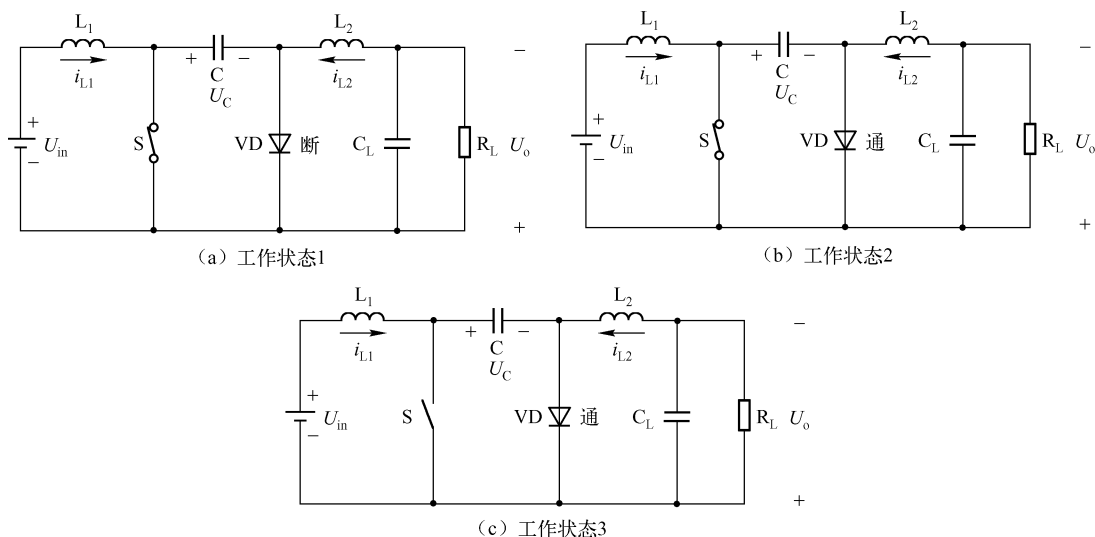 L1 L2
+ − −
iL1 C iL2
UC
+
Uin S VD 断 CL RL Uo
−
+
（a）工作状态1
L1 L2
+ − −
iL1 C iL2
UC
+
Uin S VD 通 CL RL Uo
−
+
（b）工作状态2
L1 L2
+ − −
iL1 C iL2
UC
+
Uin S VD 通 CL RL Uo
−
+
（c）工作状态3